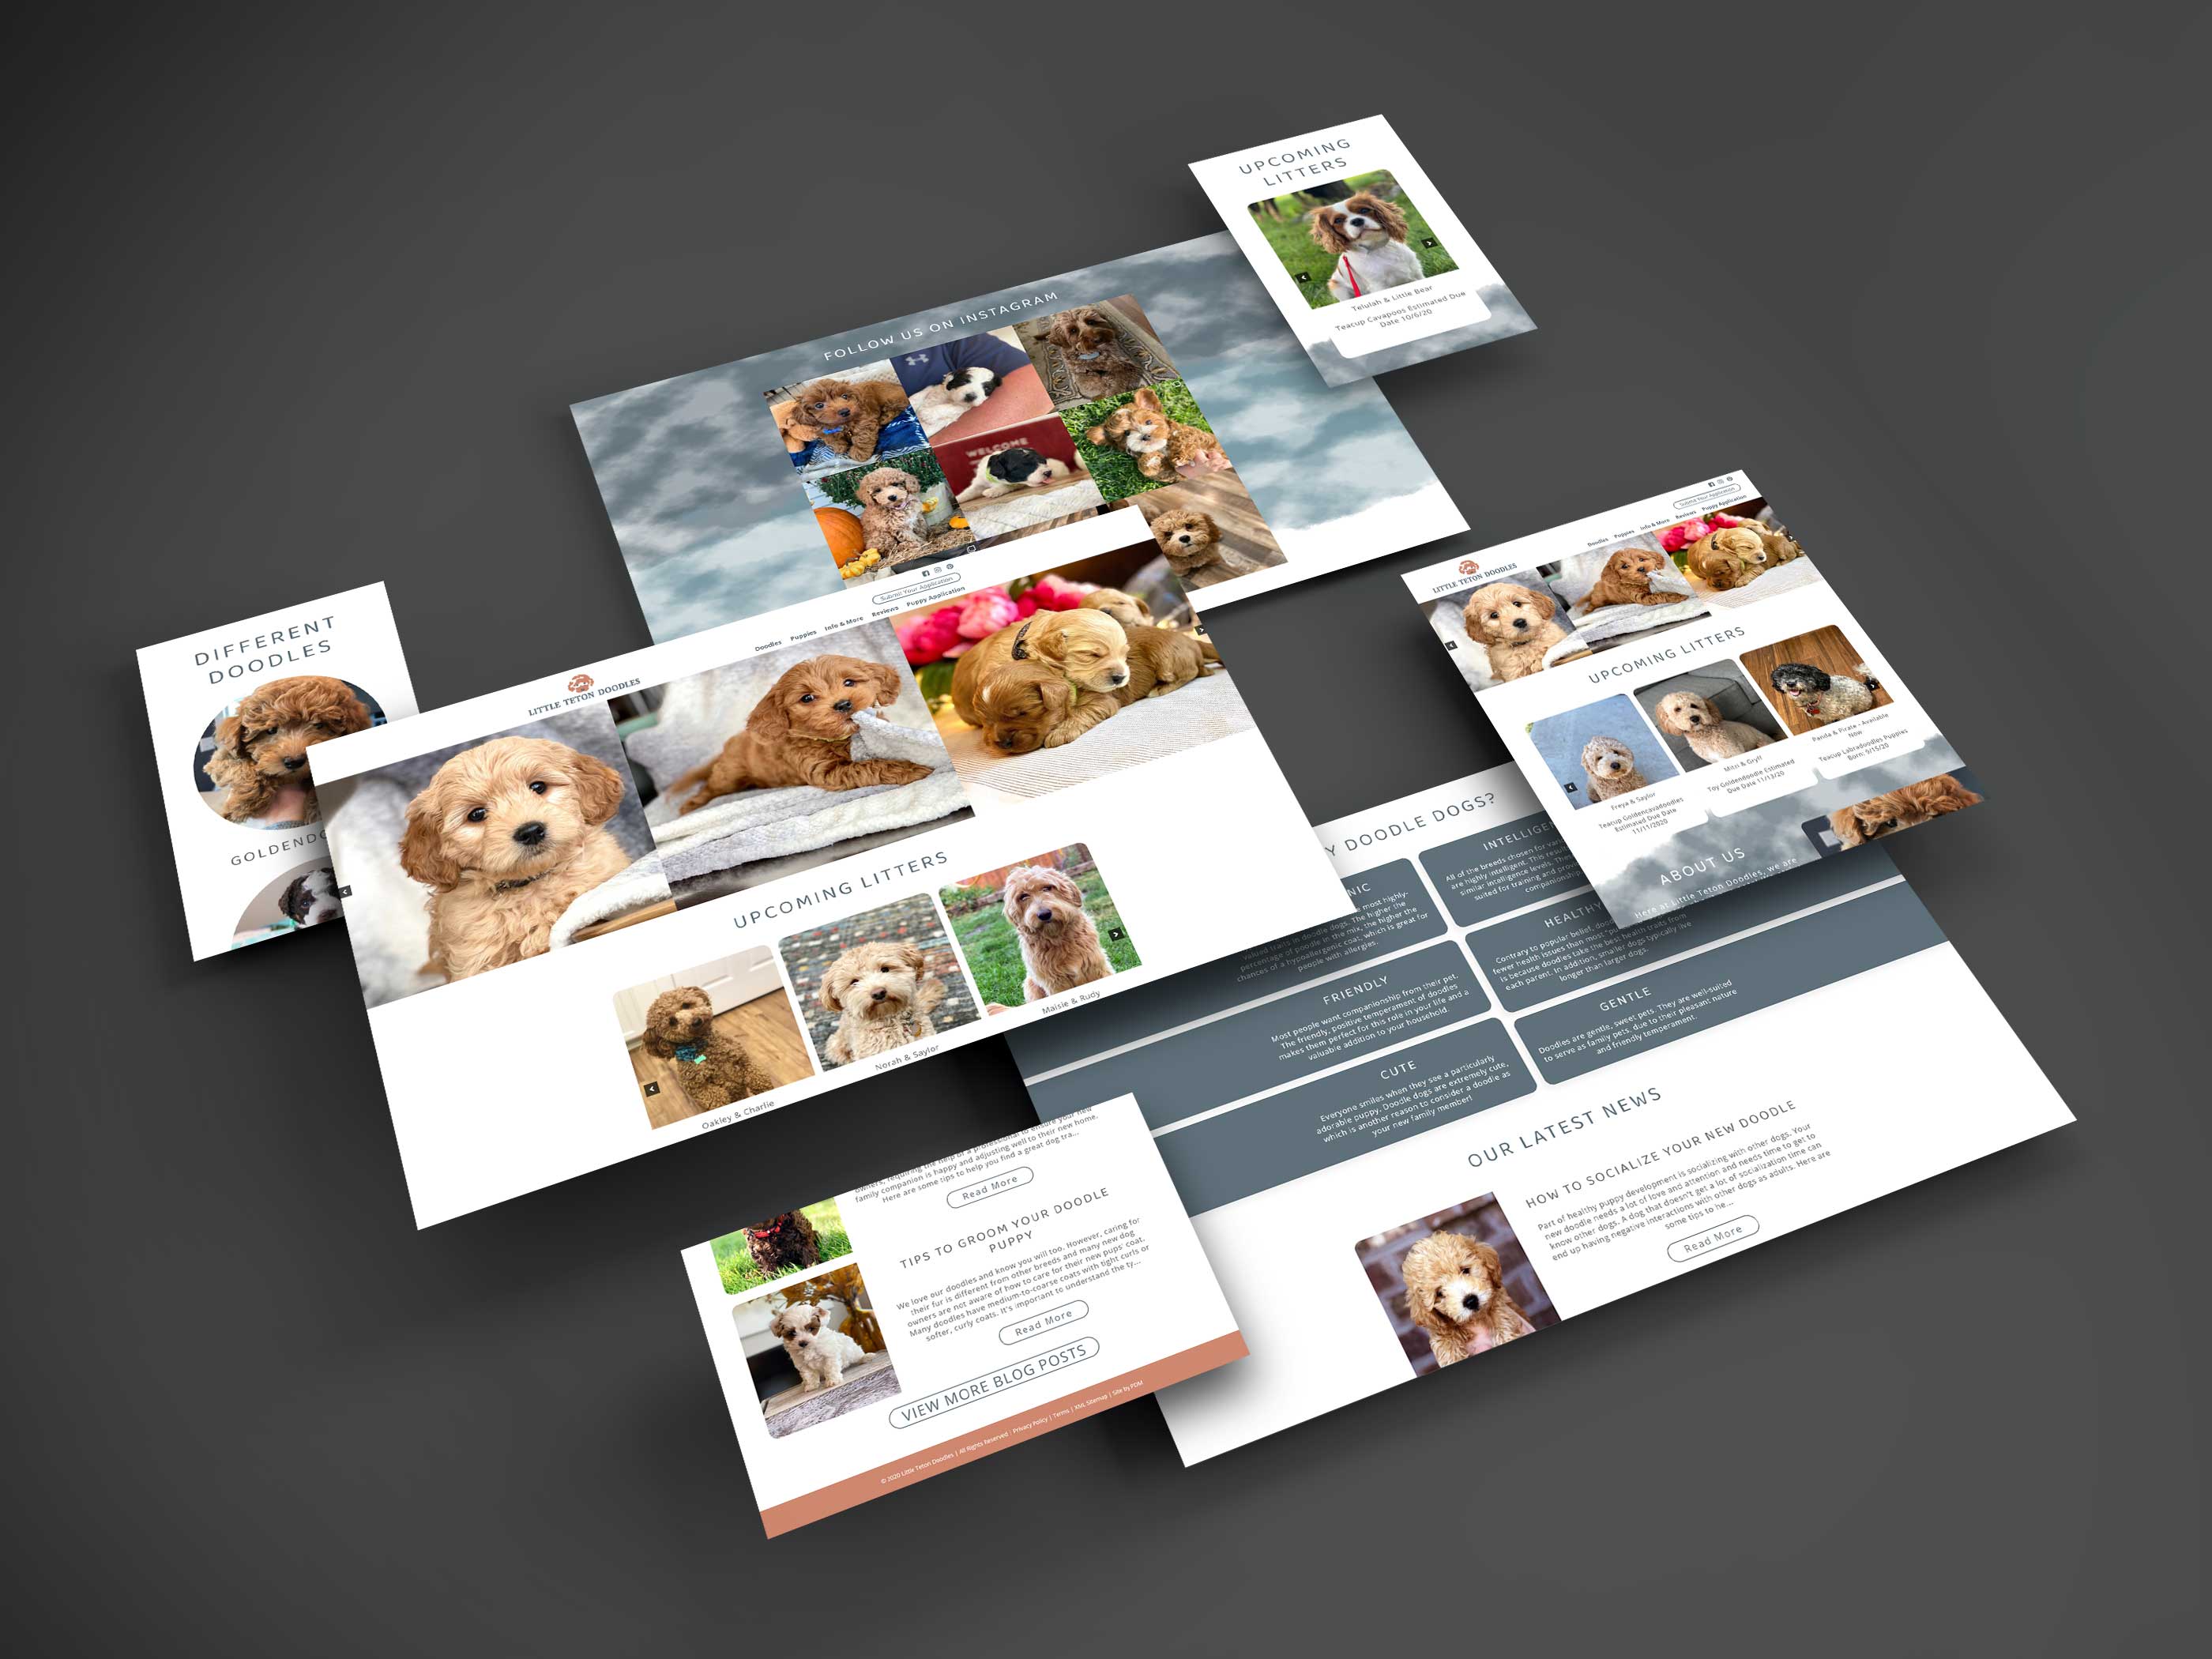 UPCOMING
LITTERS
Telulah & Little Bear
Teacup Cavapoos Estimated Due
Date 10/6/20
FOLLOW US ON INSTAGRAM
WELCOME
DIFFERENT
DOODLES
GOLDENDO
Submit Your Application
Doodles Puppies Info & More Reviews Puppy Application
LITTLE TETON DOODLES
UPCOMING LITTERS
Oakley & Charlie
Norah & Saylor
Maisie & Rudy
Submit Your Application
Doodles Puppies Info & More Reviews Puppy Application
LITTLE TETON DOODLES
UPCOMING LITTERS
Freya & Saylor
Teacup Goldencavadoodles
Estimated Due Date
11/11/2020
Mitzi & Gryff
Toy Goldendoodle Estimated
Due Date 11/13/20
Panda & Pirate - Available
Now
Teacup Labradoodles Puppies
Born: 9/15/20
ABOUT US
Here at Little Teton Doodles, we are
Y DOODLE DOGS?
NIC
most highly-
valued traits in doodle dogs. The higher the
percentage of poodle in the mix, the higher the
chances of a hypoallergenic coat, which is great for
people with allergies.
INTELLIGEN
All of the breeds chosen for
are highly intelligent. This
similar intelligence levels.
suited for training and
companionship
FRIENDLY
Most people want companionship from their pet.
The friendly, positive temperament of doodles
makes them perfect for this role in your life and a
valuable addition to your household.
HEALTHY
Contrary to popular belief,
fewer health issues than most
is because doodles take the best health traits from
each parent. In addition, smaller dogs typically live
longer than larger dogs.
CUTE
Everyone smiles when they see a particularly
adorable puppy. Doodle dogs are extremely cute,
which is another reason to consider a doodle as
your new family member!
GENTLE
Doodles are gentle, sweet pets. They are well-suited
to serve as family pets due to their pleasant nature
and friendly temperament.
OUR LATEST NEWS
HOW TO SOCIALIZE YOUR NEW DOODLE
Part of healthy puppy development is socializing with other dogs. Your
new doodle needs a lot of love and attention and needs time to get to
know other dogs. A dog that doesn't get a lot of socialization time can
end up having negative interactions with other dogs as adults. Here are
some tips to he...
Read More
owners, requiring the help of a professional to ensure your new
family companion is happy and adjusting well to their new home.
Here are some tips to help you find a great dog tra...
Read More
TIPS TO GROOM YOUR DOODLE
PUPPY
We love our doodles and know you will too. However, caring for
their fur is different from other breeds and many new dog
owners are not aware of how to care for their new pups' coat.
Many doodles have medium-to-coarse coats with tight curls or
softer, curly coats. It's important to understand the ty...
Read More
VIEW MORE BLOG POSTS
© 2020 Little Teton Doodles | All Rights Reserved | Privacy Policy | Terms | XML Sitemap | Site by PDM